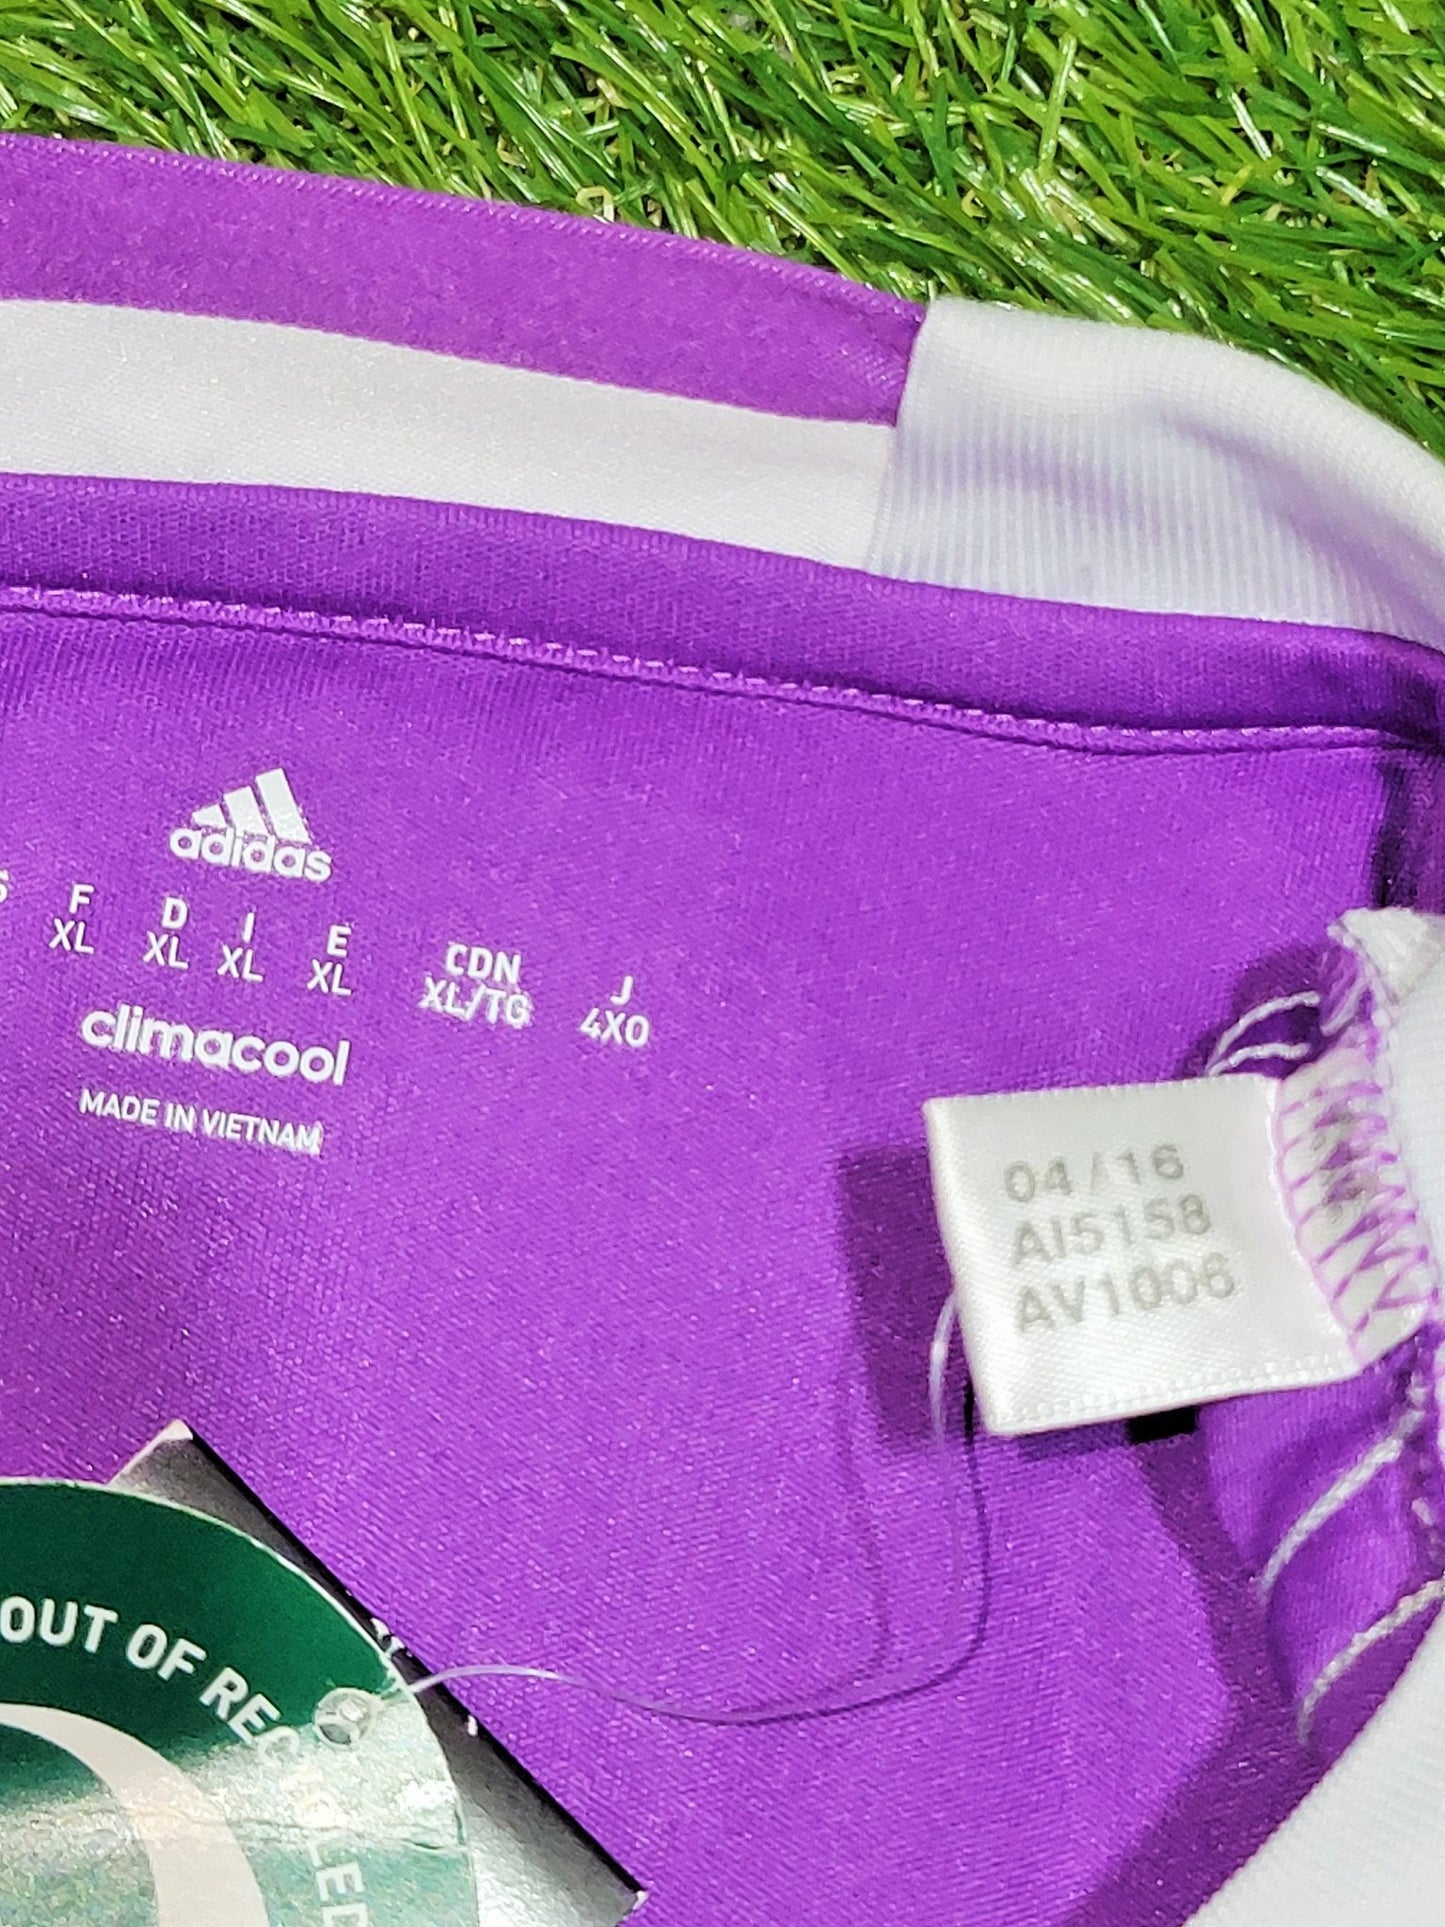 adidas
F D I E CDN J
XL XL XL XL XL/TG 4XO
climacool
MADE IN VIETNAM
04/16
AI5158
AV1006
OUT OF RECYCLED